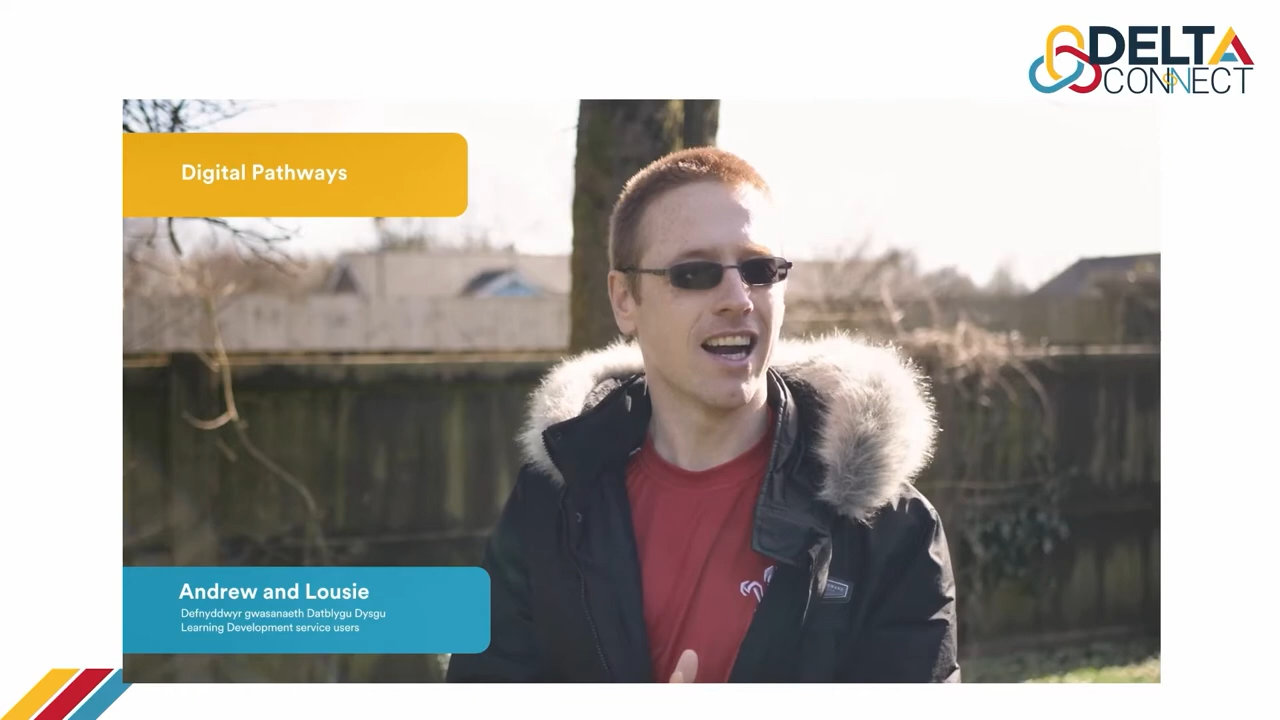 DELTA
CONNECT
Digital Pathways
Andrew and Lousie
Defnyddwyr gwasanaeth Datblygu Dysgu
Learning Development service users